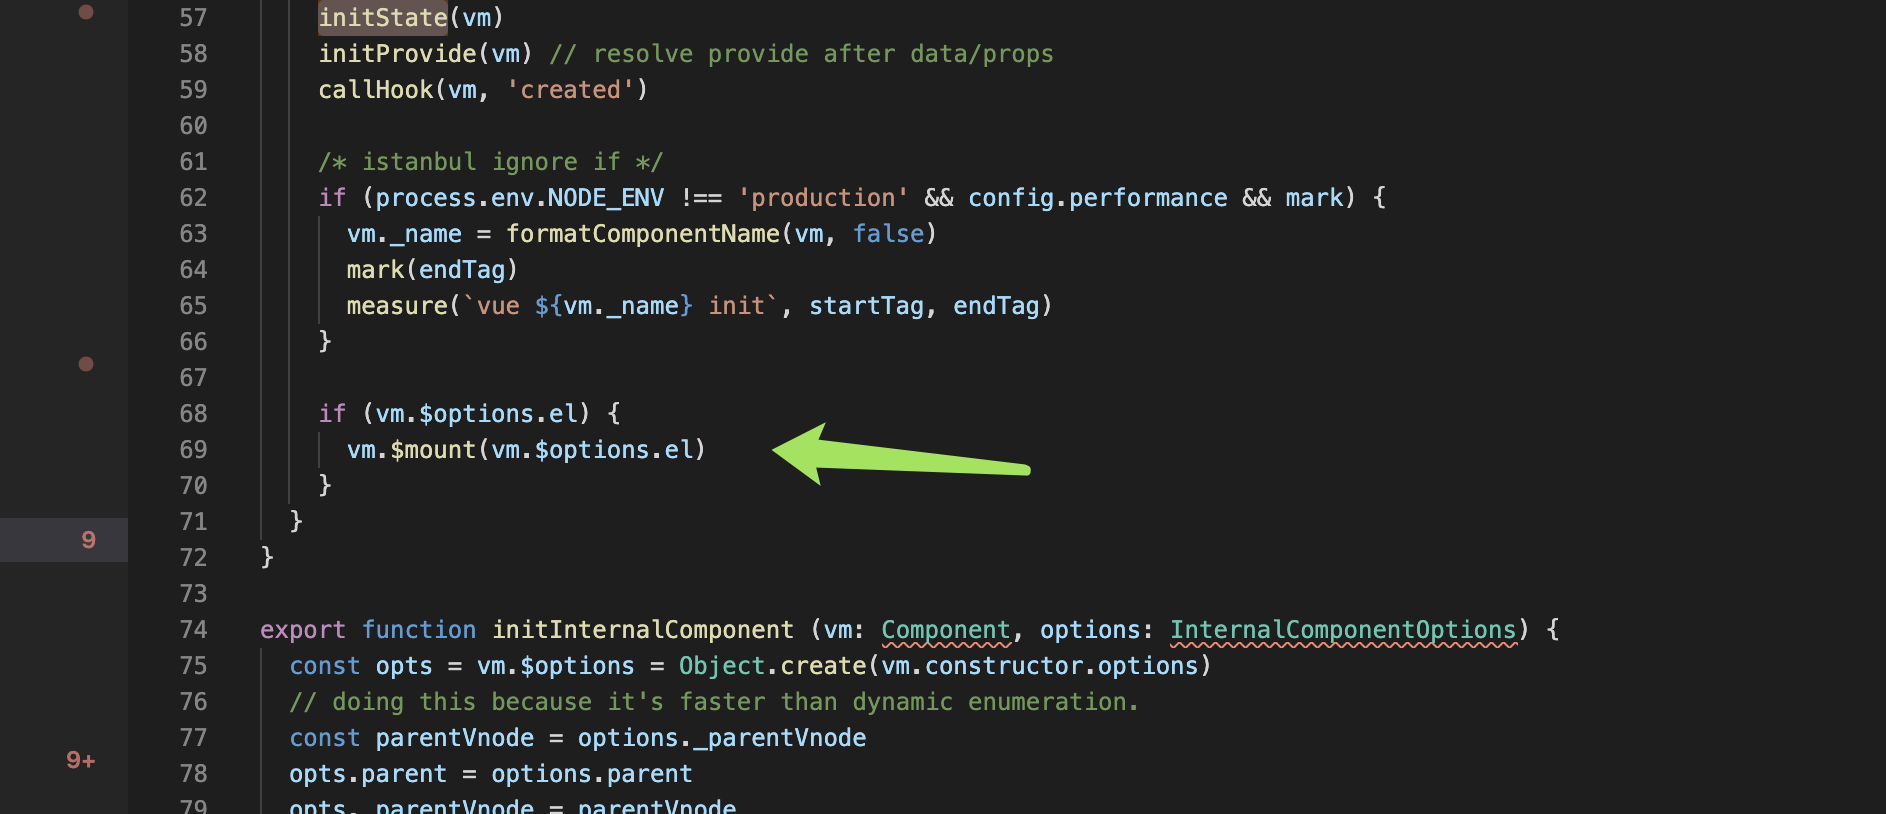 57 initState(vm)
58 initProvide(vm) // resolve provide after data/props
59 callHook(vm, 'created')
60
61 /* istanbul ignore if */
62 if (process.env.NODE_ENV !== 'production' && config.performance && mark) {
63 vm._name = formatComponentName(vm, false)
64 mark(endTag)
65 measure(`vue ${vm._name} init`, startTag, endTag)
66 }
67
68 if (vm.$options.el) {
69 vm.$mount(vm.$options.el)
70 }
9 71 }
72 }
73
74 export function initInternalComponent (vm: Component, options: InternalComponentOptions) {
75 const opts = vm.$options = Object.create(vm.constructor.options)
76 // doing this because it's faster than dynamic enumeration.
77 const parentVnode = options._parentVnode
9+ 78 opts.parent = options.parent
79 opts._parentVnode = parentVnode